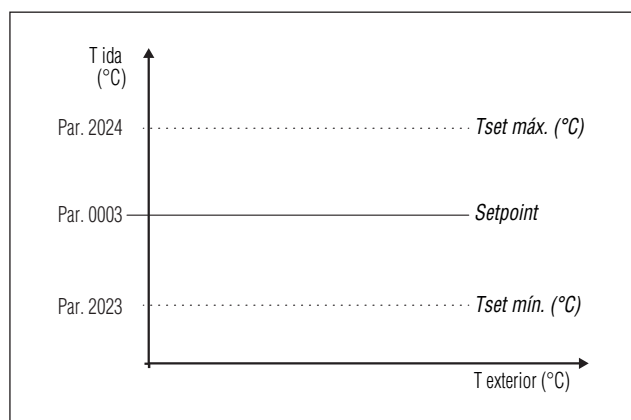 T ida
(°C)
Par. 2024
Tset máx. (°C)
Par. 0003
Setpoint
Par. 2023
Tset mín. (°C)
T exterior (°C)